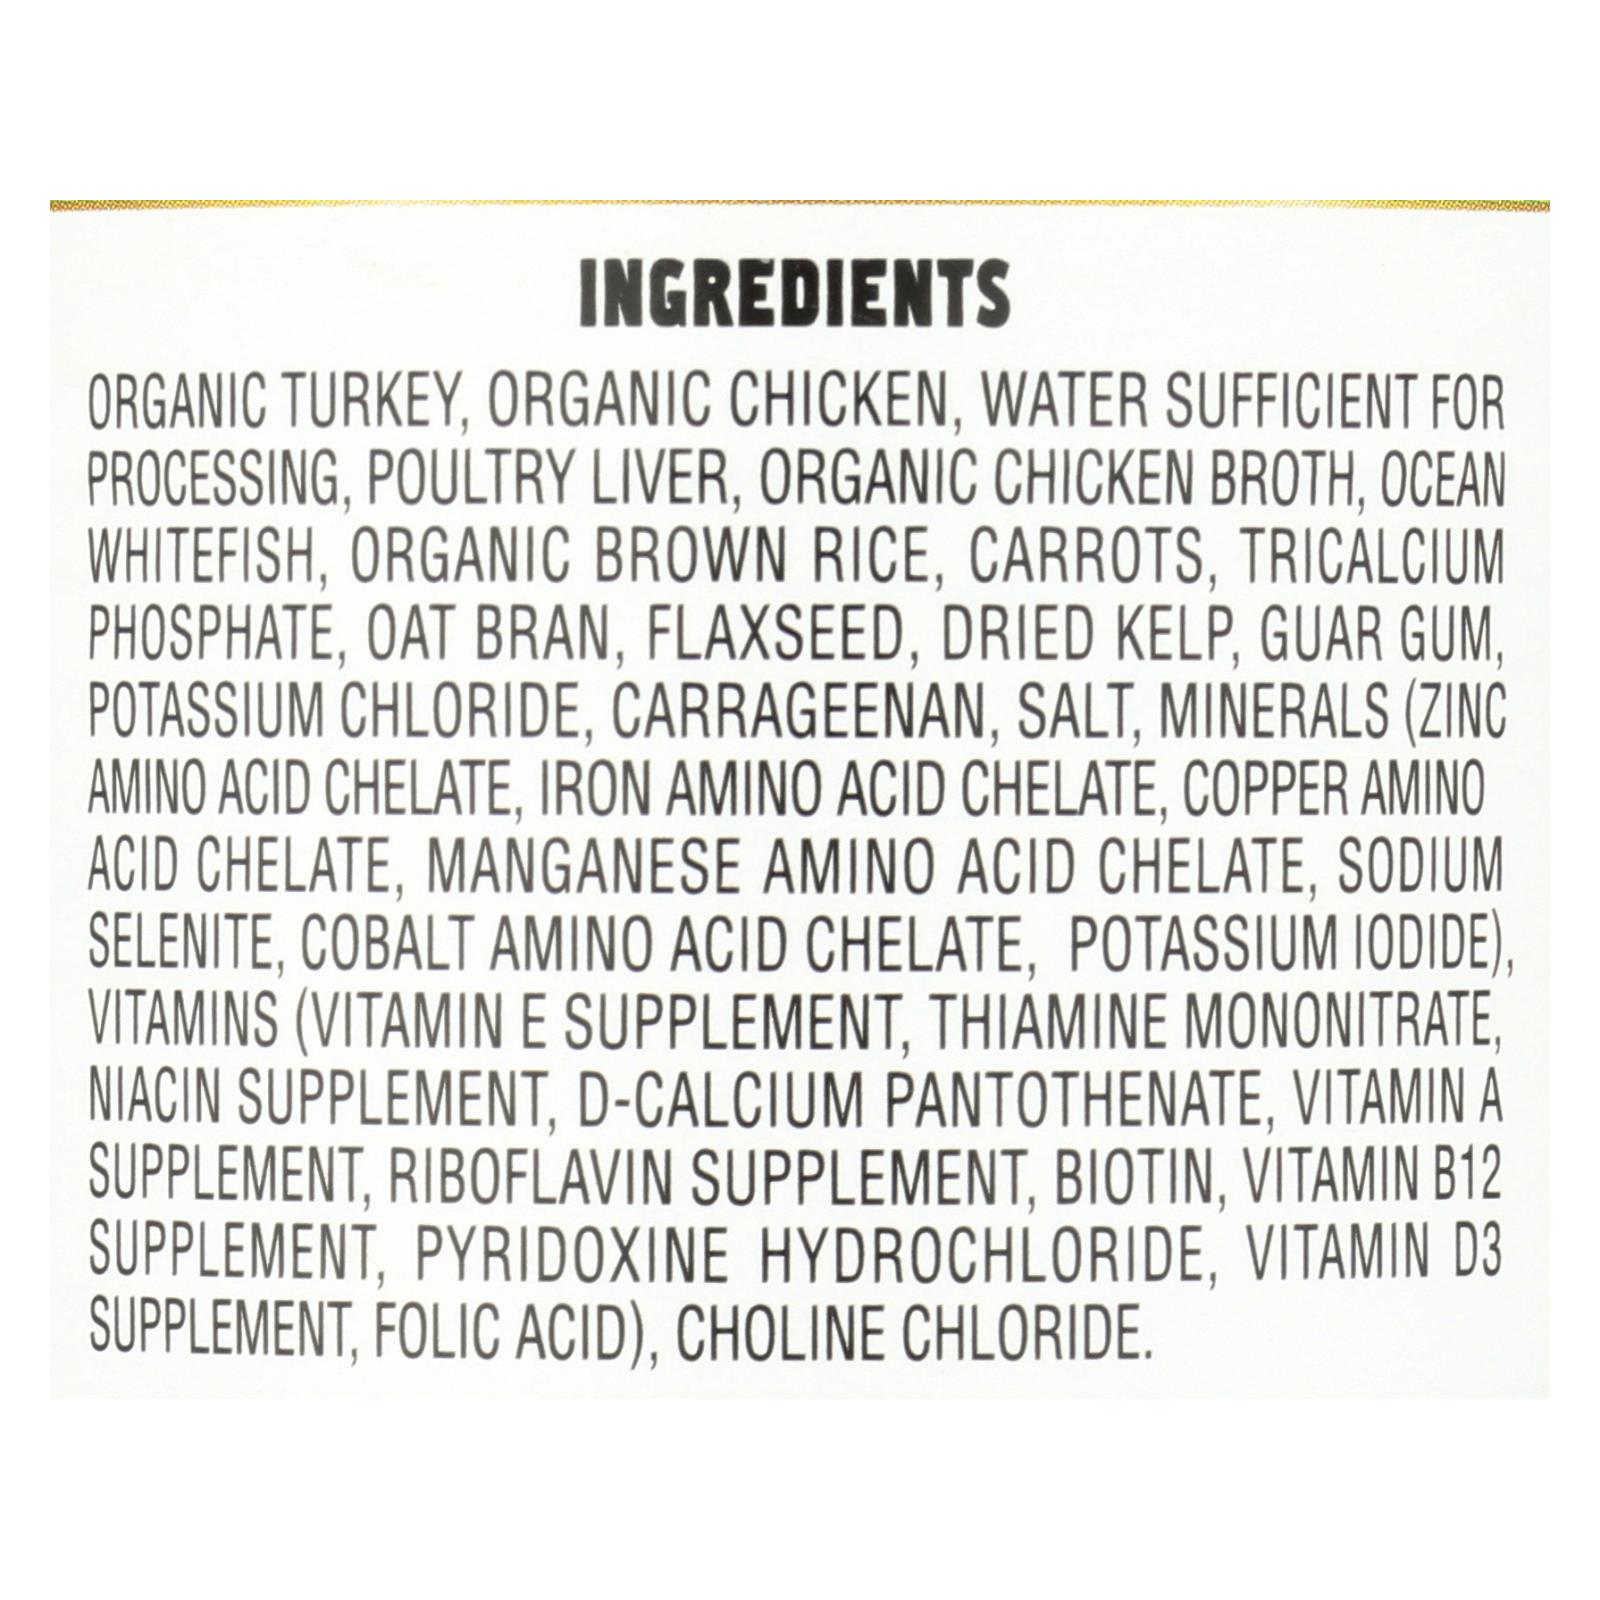 INGREDIENTS
ORGANIC TURKEY, ORGANIC CHICKEN, WATER SUFFICIENT FOR
PROCESSING, POULTRY LIVER, ORGANIC CHICKEN BROTH, OCEAN
WHITEFISH, ORGANIC BROWN RICE, CARROTS, TRICALCIUM
PHOSPHATE, OAT BRAN, FLAXSEED, DRIED KELP, GUAR GUM,
POTASSIUM CHLORIDE, CARRAGEENAN, SALT, MINERALS (ZINC
AMINO ACID CHELATE, IRON AMINO ACID CHELATE, COPPER AMINO
ACID CHELATE, MANGANESE AMINO ACID CHELATE, SODIUM
SELENITE, COBALT AMINO ACID CHELATE, POTASSIUM IODIDE),
VITAMINS (VITAMIN E SUPPLEMENT, THIAMINE MONONITRATE,
NIACIN SUPPLEMENT, D-CALCIUM PANTOTHENATE, VITAMIN A
SUPPLEMENT, RIBOFLAVIN SUPPLEMENT, BIOTIN, VITAMIN B12
SUPPLEMENT, PYRIDOXINE HYDROCHLORIDE, VITAMIN D3
SUPPLEMENT, FOLIC ACID), CHOLINE CHLORIDE.